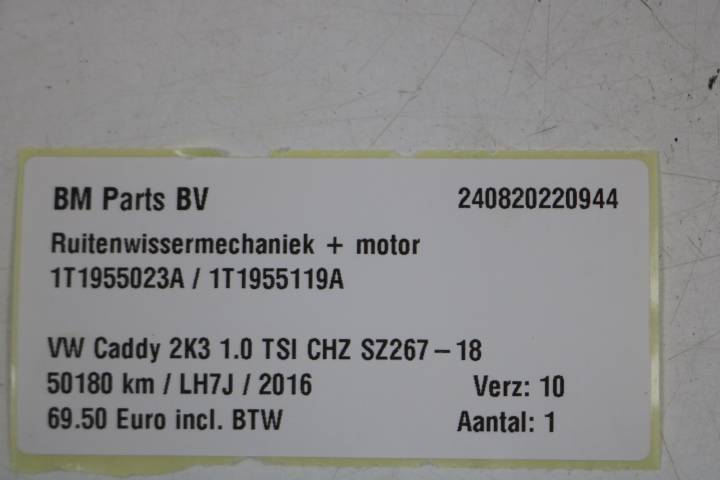 BM Parts BV 240820220944
Ruitenwissermechaniek + motor
1T1955023A / 1T1955119A
VW Caddy 2K3 1.0 TSI CHZ SZ267-18
50180 km / LH7J / 2016 Verz: 10
69.50 Euro incl. BTW Aantal: 1